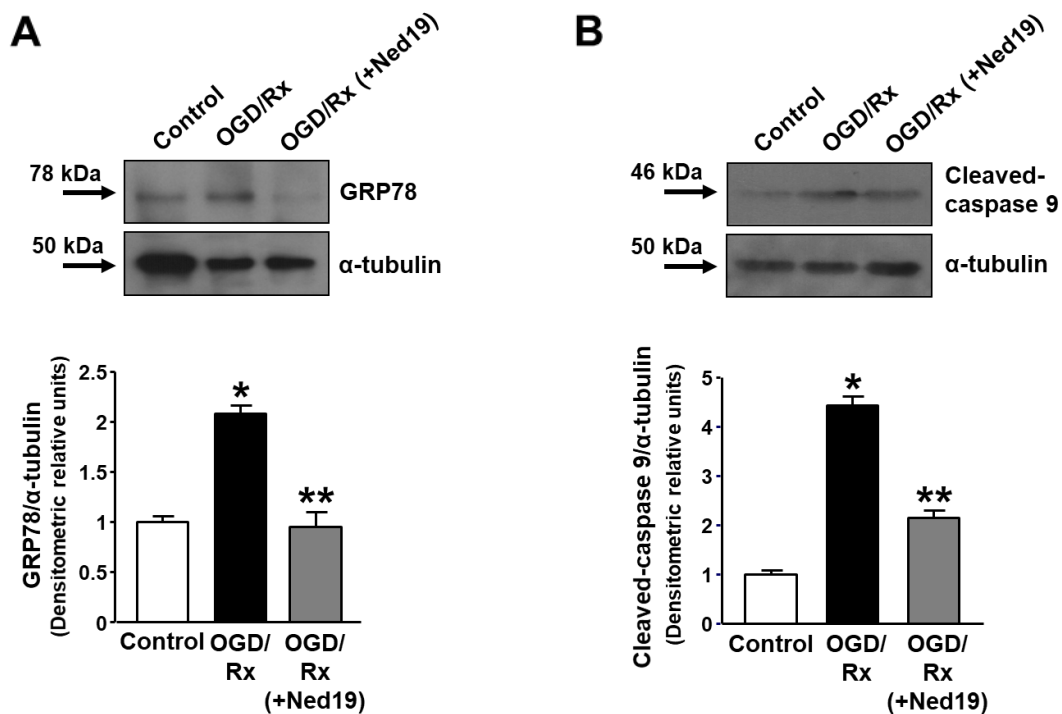 A
Control
OGD/Rx
OGD/Rx (+Ned19)
78 kDa
GRP78
50 kDa
α-tubulin
GRP78/α-tubulin
(Densitometric relative units)
2.5
2
1.5
1
0.5
0
*
**
Control
OGD/
Rx
OGD/
Rx
(+Ned19)
B
Control
OGD/Rx
OGD/Rx (+Ned19)
46 kDa
Cleaved-
caspase 9
50 kDa
α-tubulin
Cleaved-caspase 9/α-tubulin
(Densitometric relative units)
5
4
3
2
1
0
*
**
Control
OGD/
Rx
OGD/
Rx
(+Ned19)